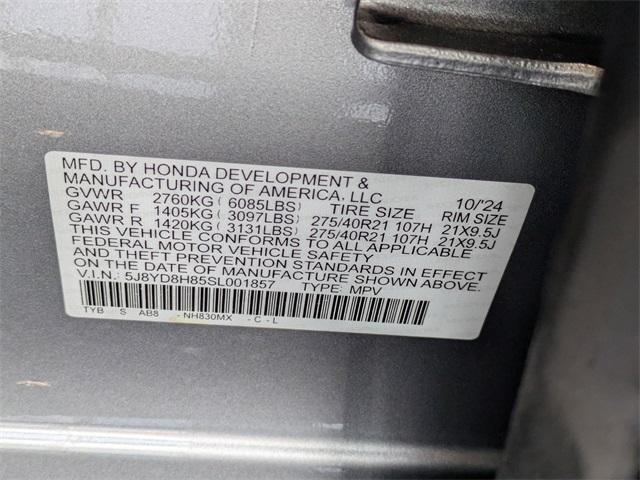 MFD. BY HONDA DEVELOPMENT &
MANUFACTURING OF AMERICA, LLC 10/'24
GVWR 2760KG ( 6085LBS) TIRE SIZE RIM SIZE
GAWR F 1405KG ( 3097LBS) 275/40R21 107H 21X9.5J
GAWR R 1420KG ( 3131LBS) 275/40R21 107H 21X9.5J
THIS VEHICLE CONFORMS TO ALL APPLICABLE
FEDERAL MOTOR VEHICLE SAFETY
AND THEFT PREVENTION STANDARDS IN EFFECT
ON THE DATE OF MANUFACTURE SHOWN ABOVE.
V.I.N.: 5J8YD8H85SL001857 TYPE: MPV
TYB S AB8 - NH830MX - C - L